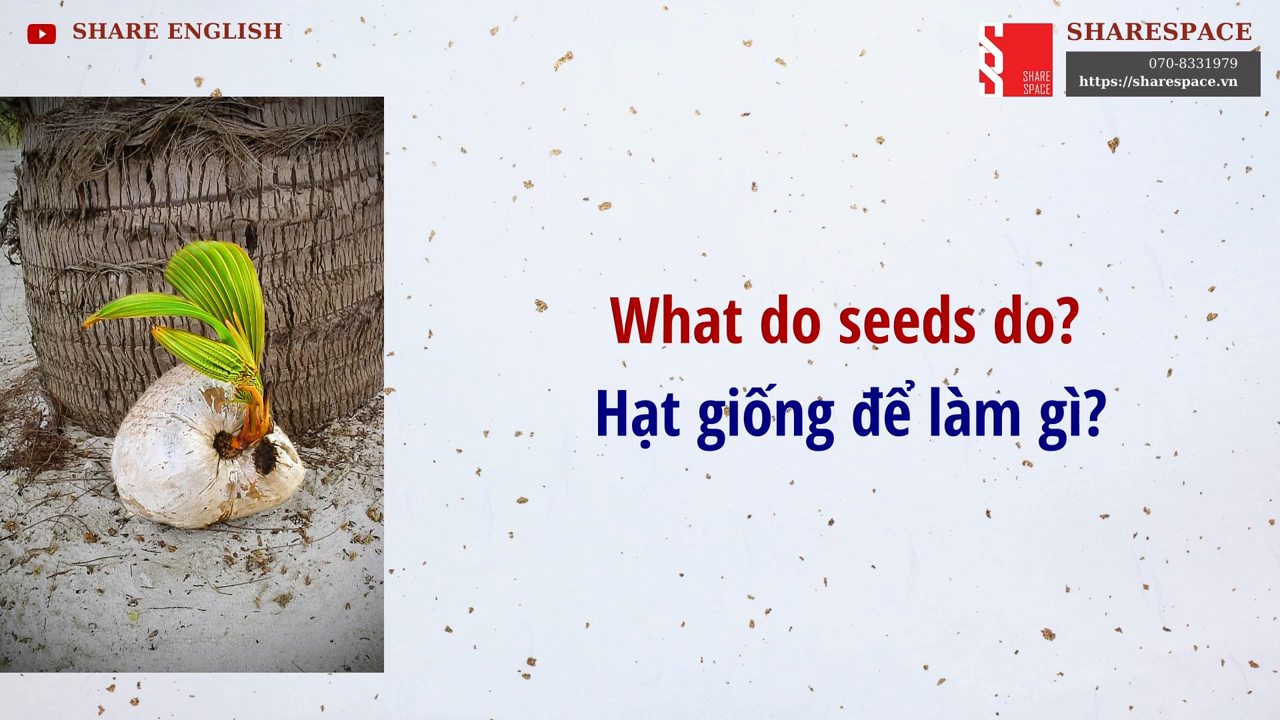 SHARE ENGLISH
SHARESPACE
070-8331979
https://sharespace.vn
SHARE
SPACE
What do seeds do?
Hạt giống để làm gì?